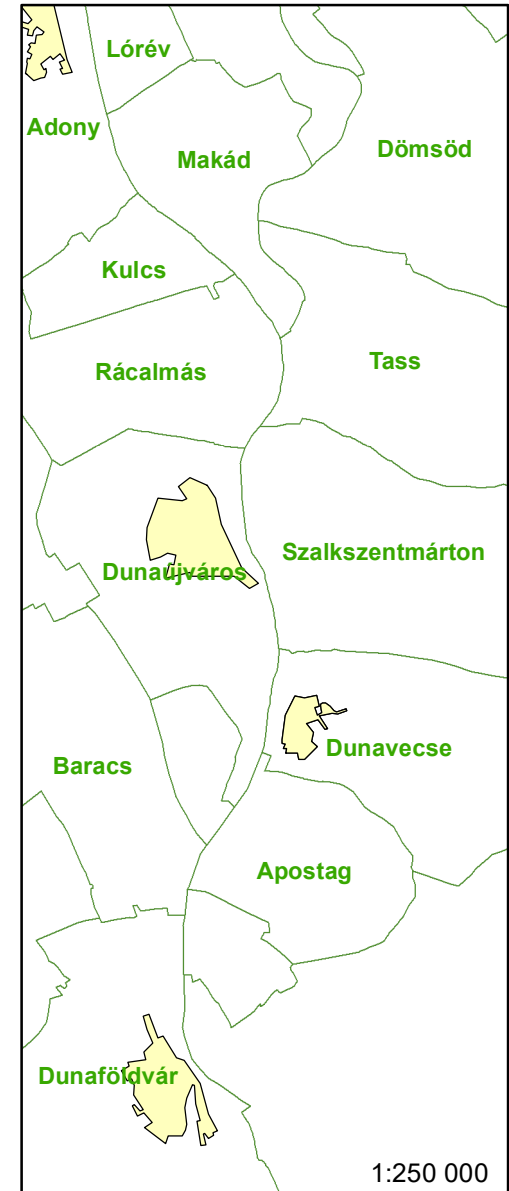 Lórév
Adony
Makád
Dömsöd
Kulcs
Rácalmás
Tass
Szalkszentmárton
Dunaújváros
Dunavecse
Baracs
Apostag
Dunaföldvár
1:250 000